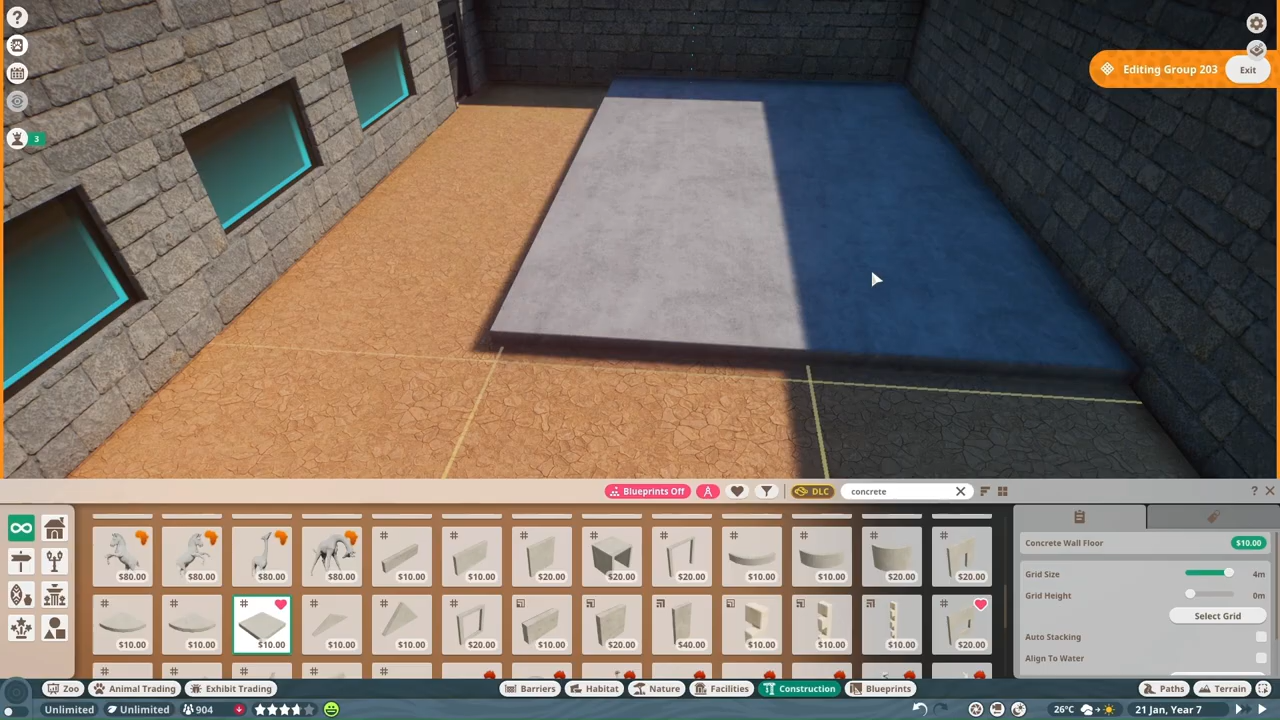 ?
Editing Group 203
Exit
3
Blueprints Off
DLC
concrete
?
$80.00
$80.00
$80.00
$80.00
$10.00
$10.00
$20.00
$20.00
$20.00
$10.00
$10.00
$20.00
$20.00
$10.00
$10.00
$10.00
$10.00
$10.00
$20.00
$10.00
$20.00
$40.00
$10.00
$10.00
$10.00
$20.00
Concrete Wall Floor
$10.00
Grid Size
4m
Grid Height
0m
Select Grid
Auto Stacking
Align To Water
Zoo
Animal Trading
Exhibit Trading
Barriers
Habitat
Nature
Facilities
Construction
Blueprints
Paths
Terrain
Unlimited
Unlimited
904
26°C
21 Jan, Year 7